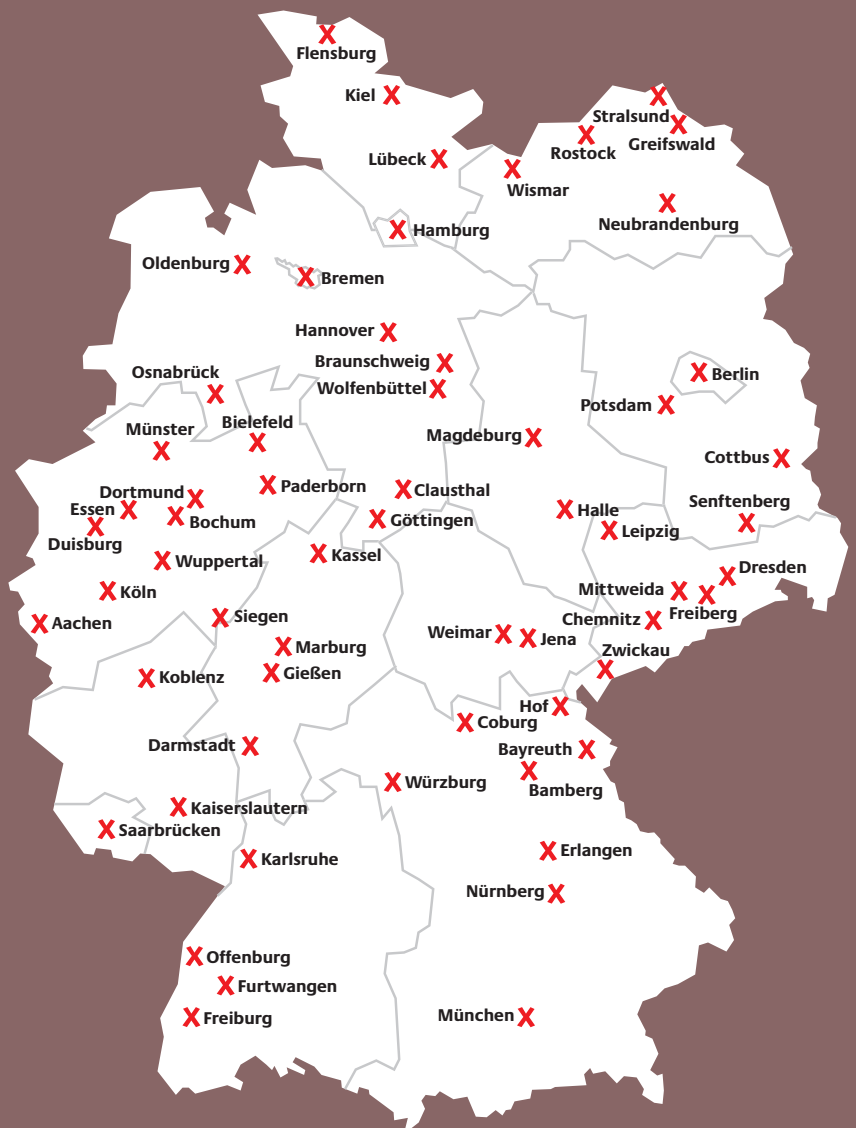 Flensburg
Kiel
Stralsund
Greifswald
Rostock
Lübeck
Wismar
Neubrandenburg
Hamburg
Oldenburg
Bremen
Hannover
Braunschweig
Osnabrück
Berlin
Wolfenbüttel
Potsdam
Bielefeld
Münster
Magdeburg
Cottbus
Paderborn
Clausthal
Dortmund
Senftenberg
Essen
Halle
Bochum
Göttingen
Leipzig
Duisburg
Kassel
Wuppertal
Dresden
Mittweida
Köln
Freiberg
Siegen
Chemnitz
Aachen
Weimar
Jena
Marburg
Zwickau
Gießen
Koblenz
Hof
Coburg
Darmstadt
Bayreuth
Würzburg
Bamberg
Kaiserslautern
Saarbrücken
Erlangen
Karlsruhe
Nürnberg
Offenburg
Furtwangen
München
Freiburg